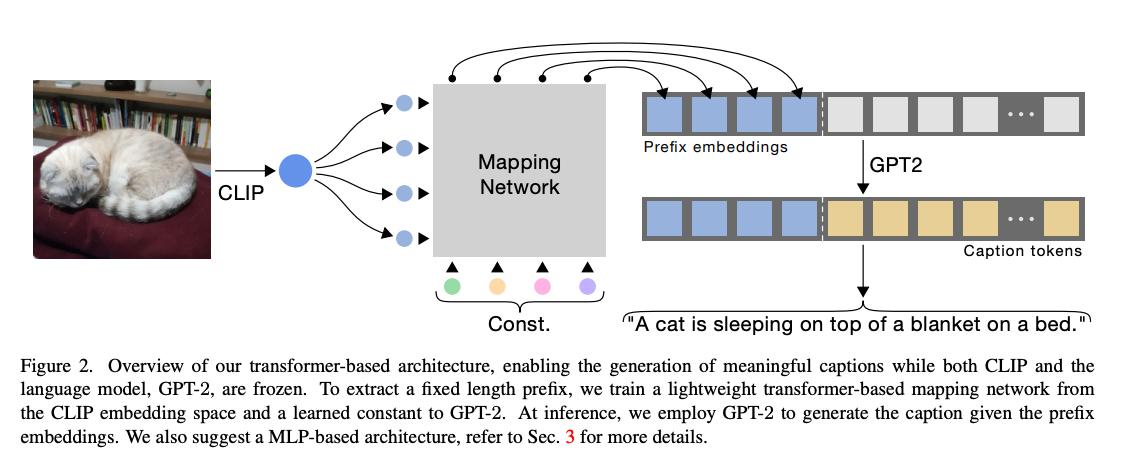 CLIP
Mapping
Network
Const.
Prefix embeddings
GPT2
Caption tokens
"A cat is sleeping on top of a blanket on a bed."
Figure 2. Overview of our transformer-based architecture, enabling the generation of meaningful captions while both CLIP and the
language model, GPT-2, are frozen. To extract a fixed length prefix, we train a lightweight transformer-based mapping network from
the CLIP embedding space and a learned constant to GPT-2. At inference, we employ GPT-2 to generate the caption given the prefix
embeddings. We also suggest a MLP-based architecture, refer to Sec. 3 for more details.